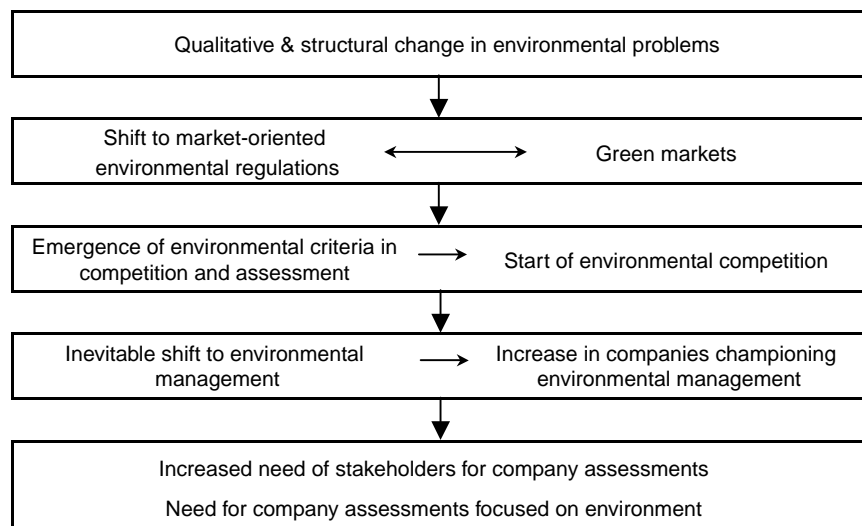 Qualitative & structural change in environmental problems
Shift to market-oriented
environmental regulations
Green markets
Emergence of environmental criteria in
competition and assessment
Start of environmental competition
Inevitable shift to environmental
management
Increase in companies championing
environmental management
Increased need of stakeholders for company assessments
Need for company assessments focused on environment